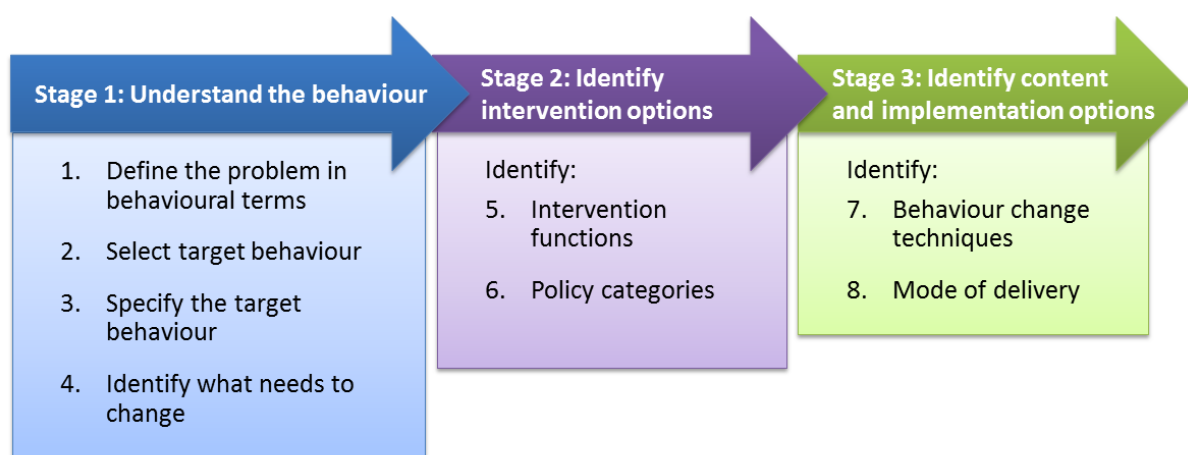 Stage 1: Understand the behaviour
1. Define the problem in
behavioural terms
2. Select target behaviour
3. Specify the target
behaviour
4. Identify what needs to
change
Stage 2: Identify
intervention options
Identify:
5. Intervention
functions
6. Policy categories
Stage 3: Identify content
and implementation options
Identify:
7. Behaviour change
techniques
8. Mode of delivery